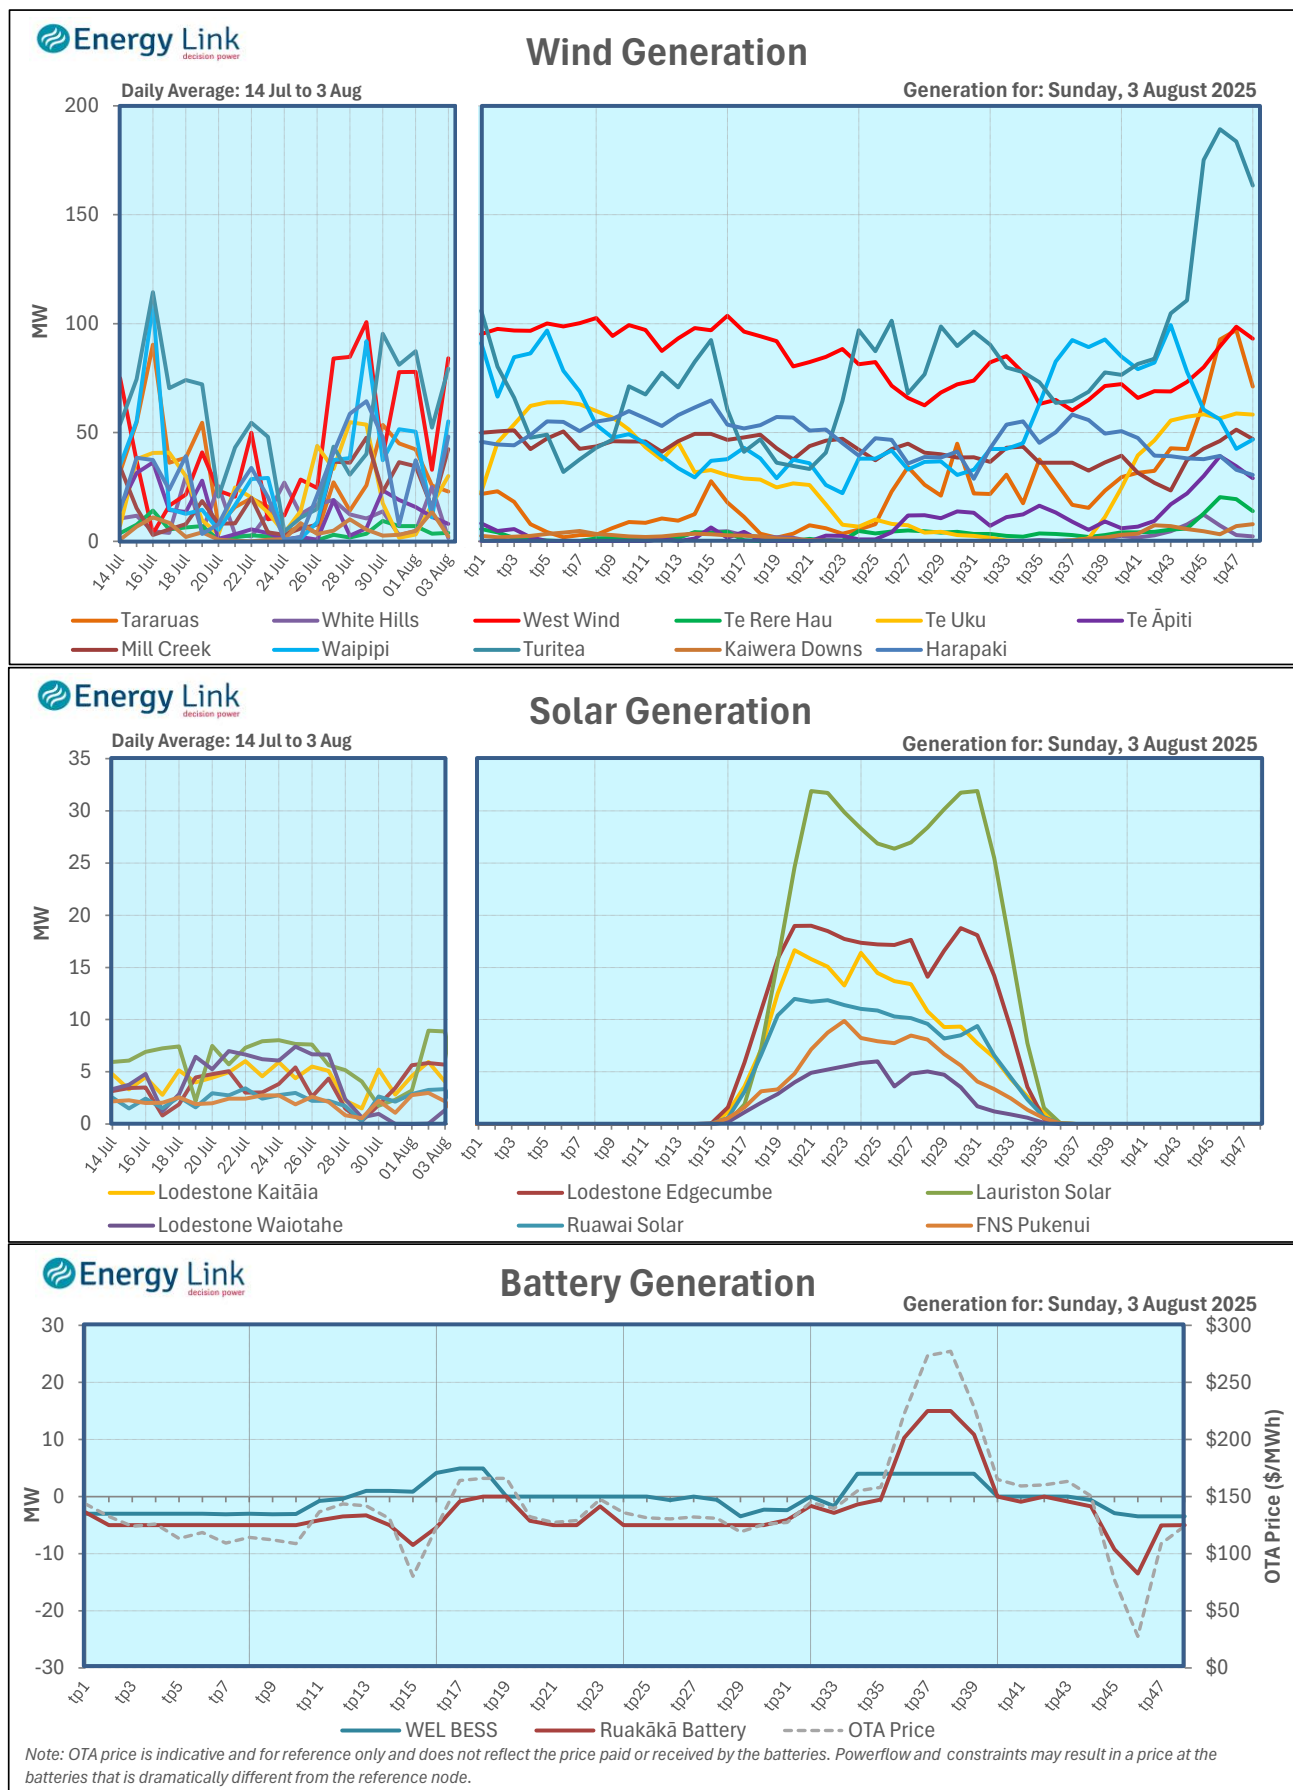 Energy Link
decision power
Wind Generation
Daily Average: 14 Jul to 3 Aug
Generation for: Sunday, 3 August 2025
200
150
100
50
0
MW
14 Jul
16 Jul
18 Jul
20 Jul
22 Jul
24 Jul
26 Jul
28 Jul
30 Jul
01 Aug
03 Aug
tp1
tp3
tp5
tp7
tp9
tp11
tp13
tp15
tp17
tp19
tp21
tp23
tp25
tp27
tp29
tp31
tp33
tp35
tp37
tp39
tp41
tp43
tp45
tp47
Tararuas White Hills West Wind Te Rere Hau Te Uku Te Āpiti
Mill Creek Waipipi Turitea Kaiwera Downs Harapaki
Energy Link
decision power
Solar Generation
Daily Average: 14 Jul to 3 Aug
Generation for: Sunday, 3 August 2025
35
30
25
20
15
10
5
0
MW
14 Jul
16 Jul
18 Jul
20 Jul
22 Jul
24 Jul
26 Jul
28 Jul
30 Jul
01 Aug
03 Aug
tp1
tp3
tp5
tp7
tp9
tp11
tp13
tp15
tp17
tp19
tp21
tp23
tp25
tp27
tp29
tp31
tp33
tp35
tp37
tp39
tp41
tp43
tp45
tp47
Lodestone Kaitāia Lodestone Edgecumbe Lauriston Solar
Lodestone Waiotahe Ruawai Solar FNS Pukenui
Energy Link
decision power
Battery Generation
Generation for: Sunday, 3 August 2025
30
20
10
0
-10
-20
-30
MW
$300
$250
$200
$150
$100
$50
$0
OTA Price ($/MWh)
tp1
tp3
tp5
tp7
tp9
tp11
tp13
tp15
tp17
tp19
tp21
tp23
tp25
tp27
tp29
tp31
tp33
tp35
tp37
tp39
tp41
tp43
tp45
tp47
WEL BESS Ruakākā Battery OTA Price
Note: OTA price is indicative and for reference only and does not reflect the price paid or received by the batteries. Powerflow and constraints may result in a price at the
batteries that is dramatically different from the reference node.